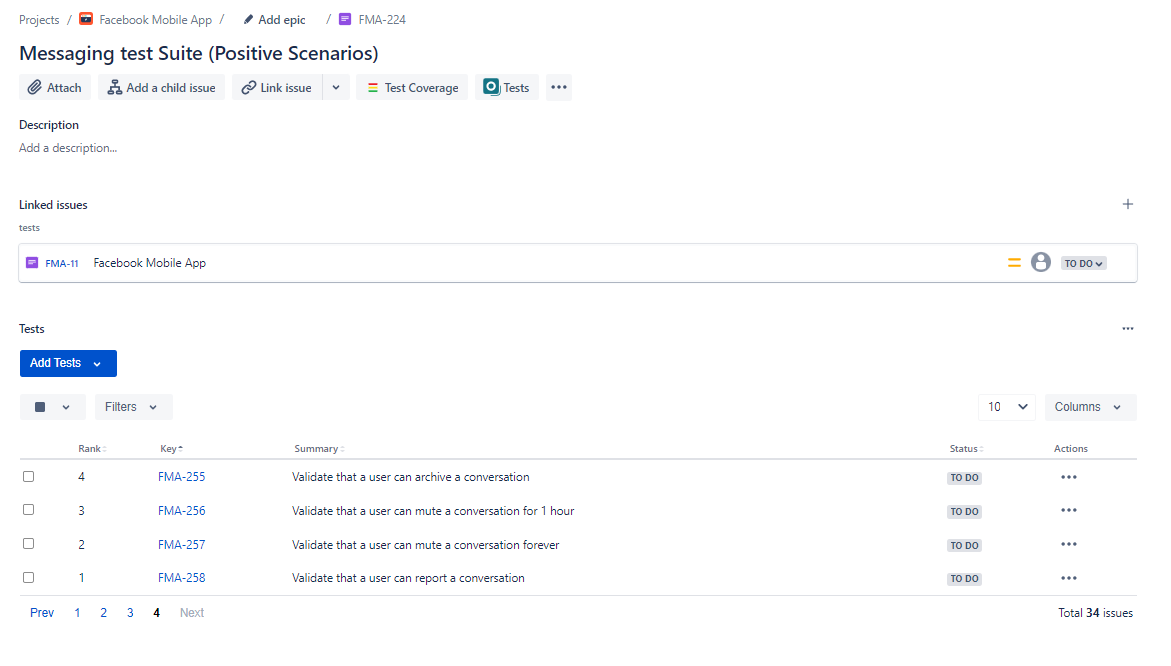 Projects / Facebook Mobile App / Add epic / FMA-224
Messaging test Suite (Positive Scenarios)
Attach Add a child issue Link issue Test Coverage Tests
Description
Add a description...
Linked issues
tests
FMA-11 Facebook Mobile App TO DO
Tests
Add Tests
Filters 10 Columns
Rank Key Summary Status Actions
4 FMA-255 Validate that a user can archive a conversation TO DO
3 FMA-256 Validate that a user can mute a conversation for 1 hour TO DO
2 FMA-257 Validate that a user can mute a conversation forever TO DO
1 FMA-258 Validate that a user can report a conversation TO DO
Prev 1 2 3 4 Next Total 34 issues